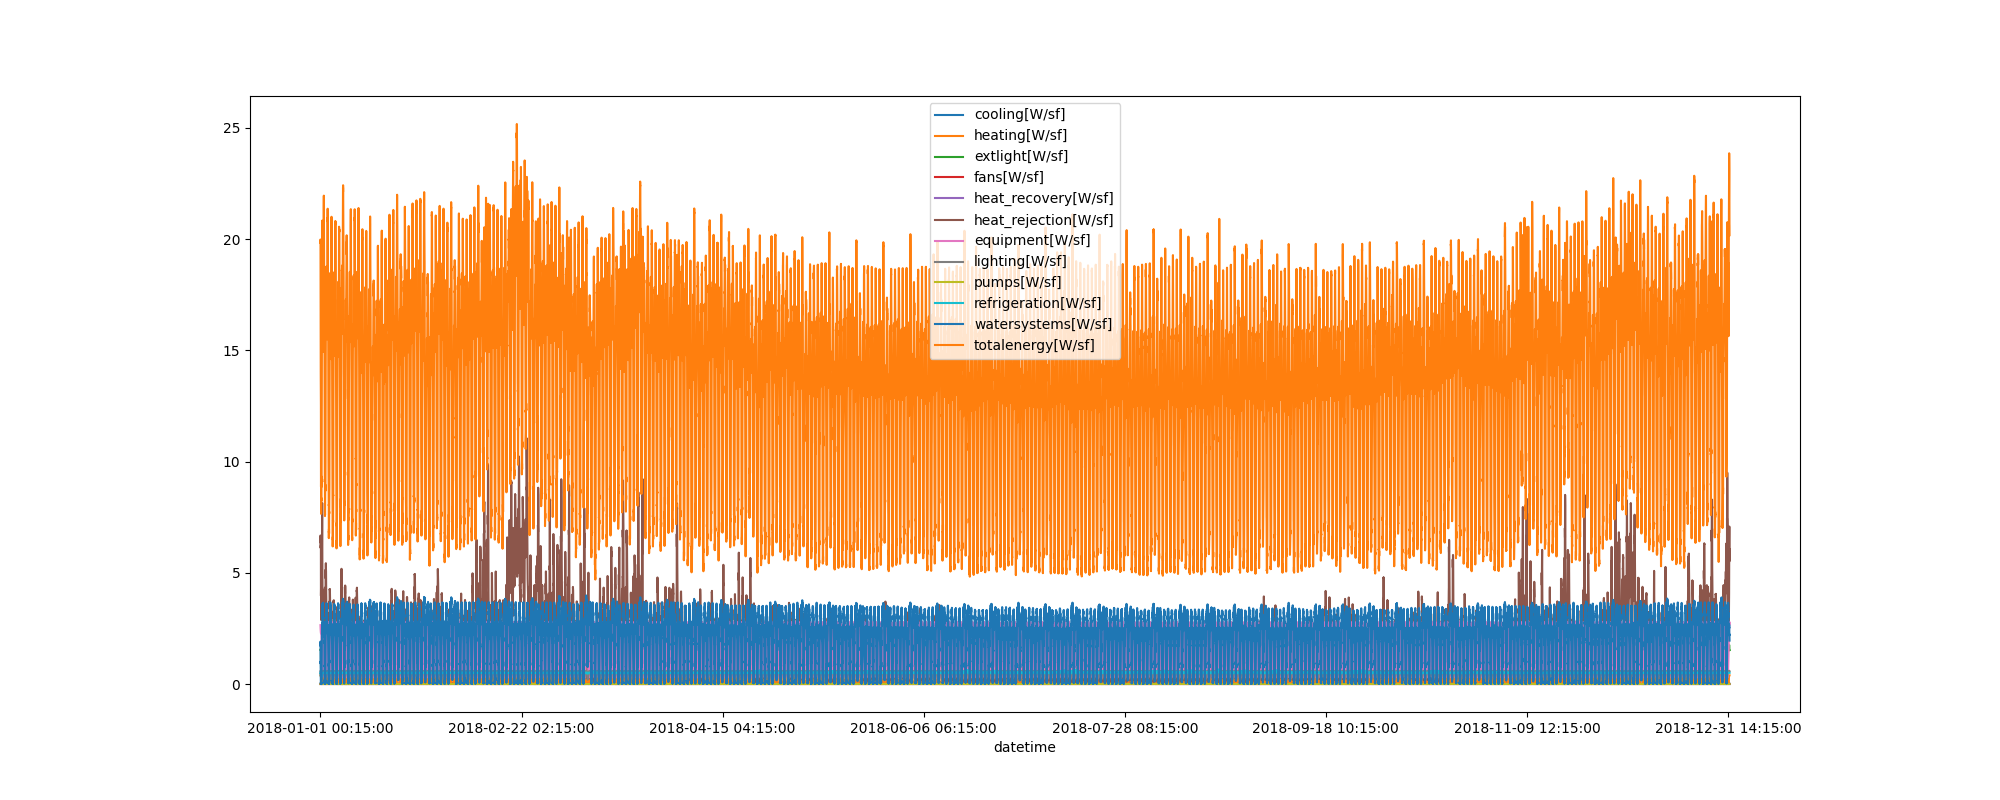 25
20
15
10
5
0
cooling[W/sf]
heating[W/sf]
extlight[W/sf]
fans[W/sf]
heat_recovery[W/sf]
heat_rejection[W/sf]
equipment[W/sf]
lighting[W/sf]
pumps[W/sf]
refrigeration[W/sf]
watersystems[W/sf]
totalenergy[W/sf]
2018-01-01 00:15:00 2018-02-22 02:15:00 2018-04-15 04:15:00 2018-06-06 06:15:00 2018-07-28 08:15:00 2018-09-18 10:15:00 2018-11-09 12:15:00 2018-12-31 14:15:00
datetime